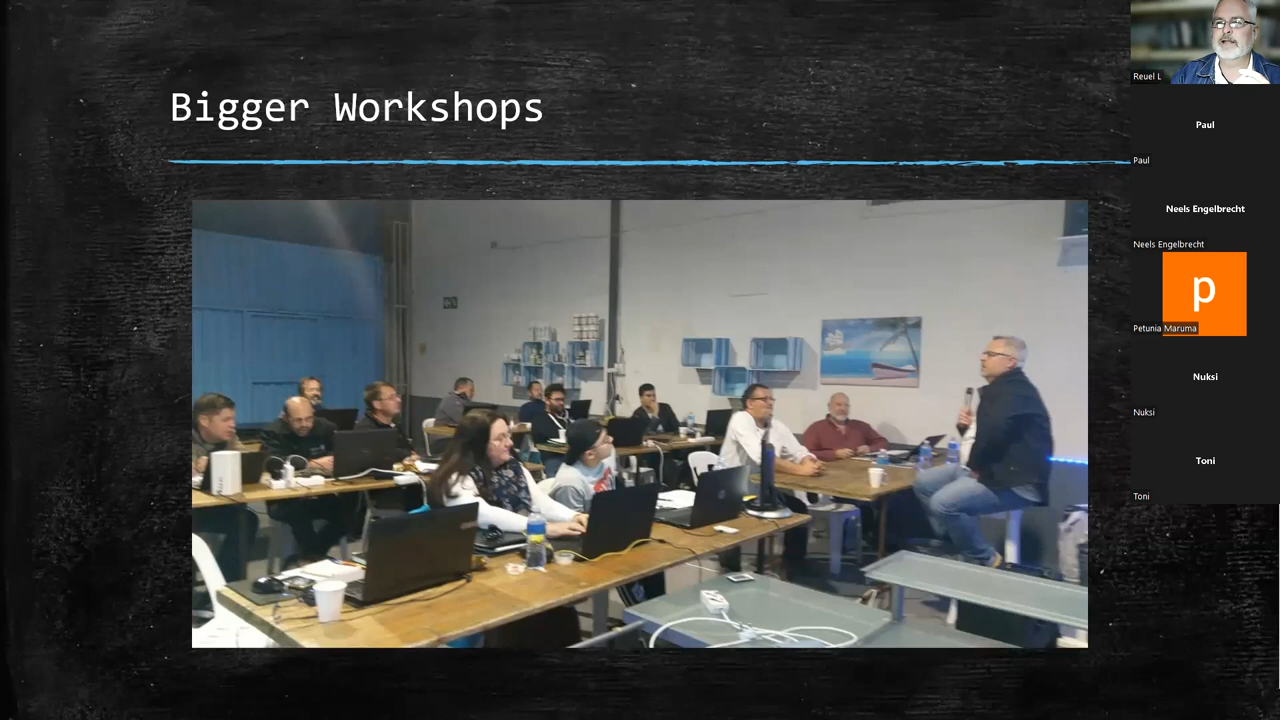 Bigger Workshops
Reuel L
Paul
Paul
Neels Engelbrecht
Neels Engelbrecht
p
Petunia Maruma
Nuksi
Nuksi
Toni
Toni